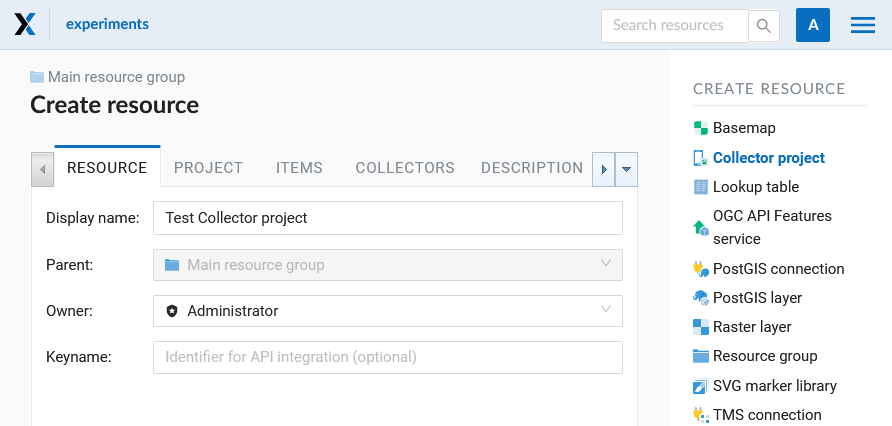 experiments
Search resources
A
Main resource group
Create resource
RESOURCE
PROJECT
ITEMS
COLLECTORS
DESCRIPTION
Display name:
Test Collector project
Parent:
Main resource group
Owner:
Administrator
Keyname:
Identifier for API integration (optional)
CREATE RESOURCE
Basemap
Collector project
Lookup table
OGC API Features
service
PostGIS connection
PostGIS layer
Raster layer
Resource group
SVG marker library
TMS connection